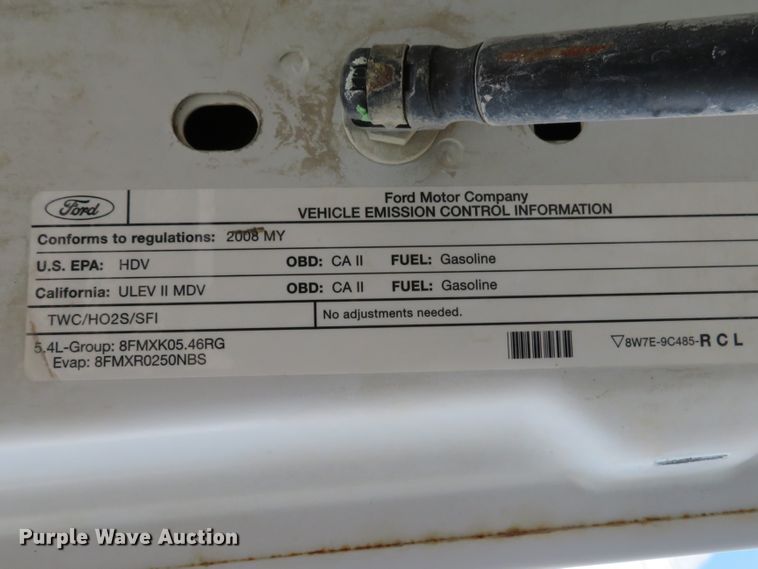 Ford
Ford Motor Company
VEHICLE EMISSION CONTROL INFORMATION
Conforms to regulations: 2008 MY
U.S. EPA: HDV OBD: CA II FUEL: Gasoline
California: ULEV II MDV OBD: CA II FUEL: Gasoline
TWC/HO2S/SFI No adjustments needed.
5.4L-Group: 8FMXK05.46RG
Evap: 8FMXR0250NBS
▽8W7E-9C485-R C L
Purple Wave Auction